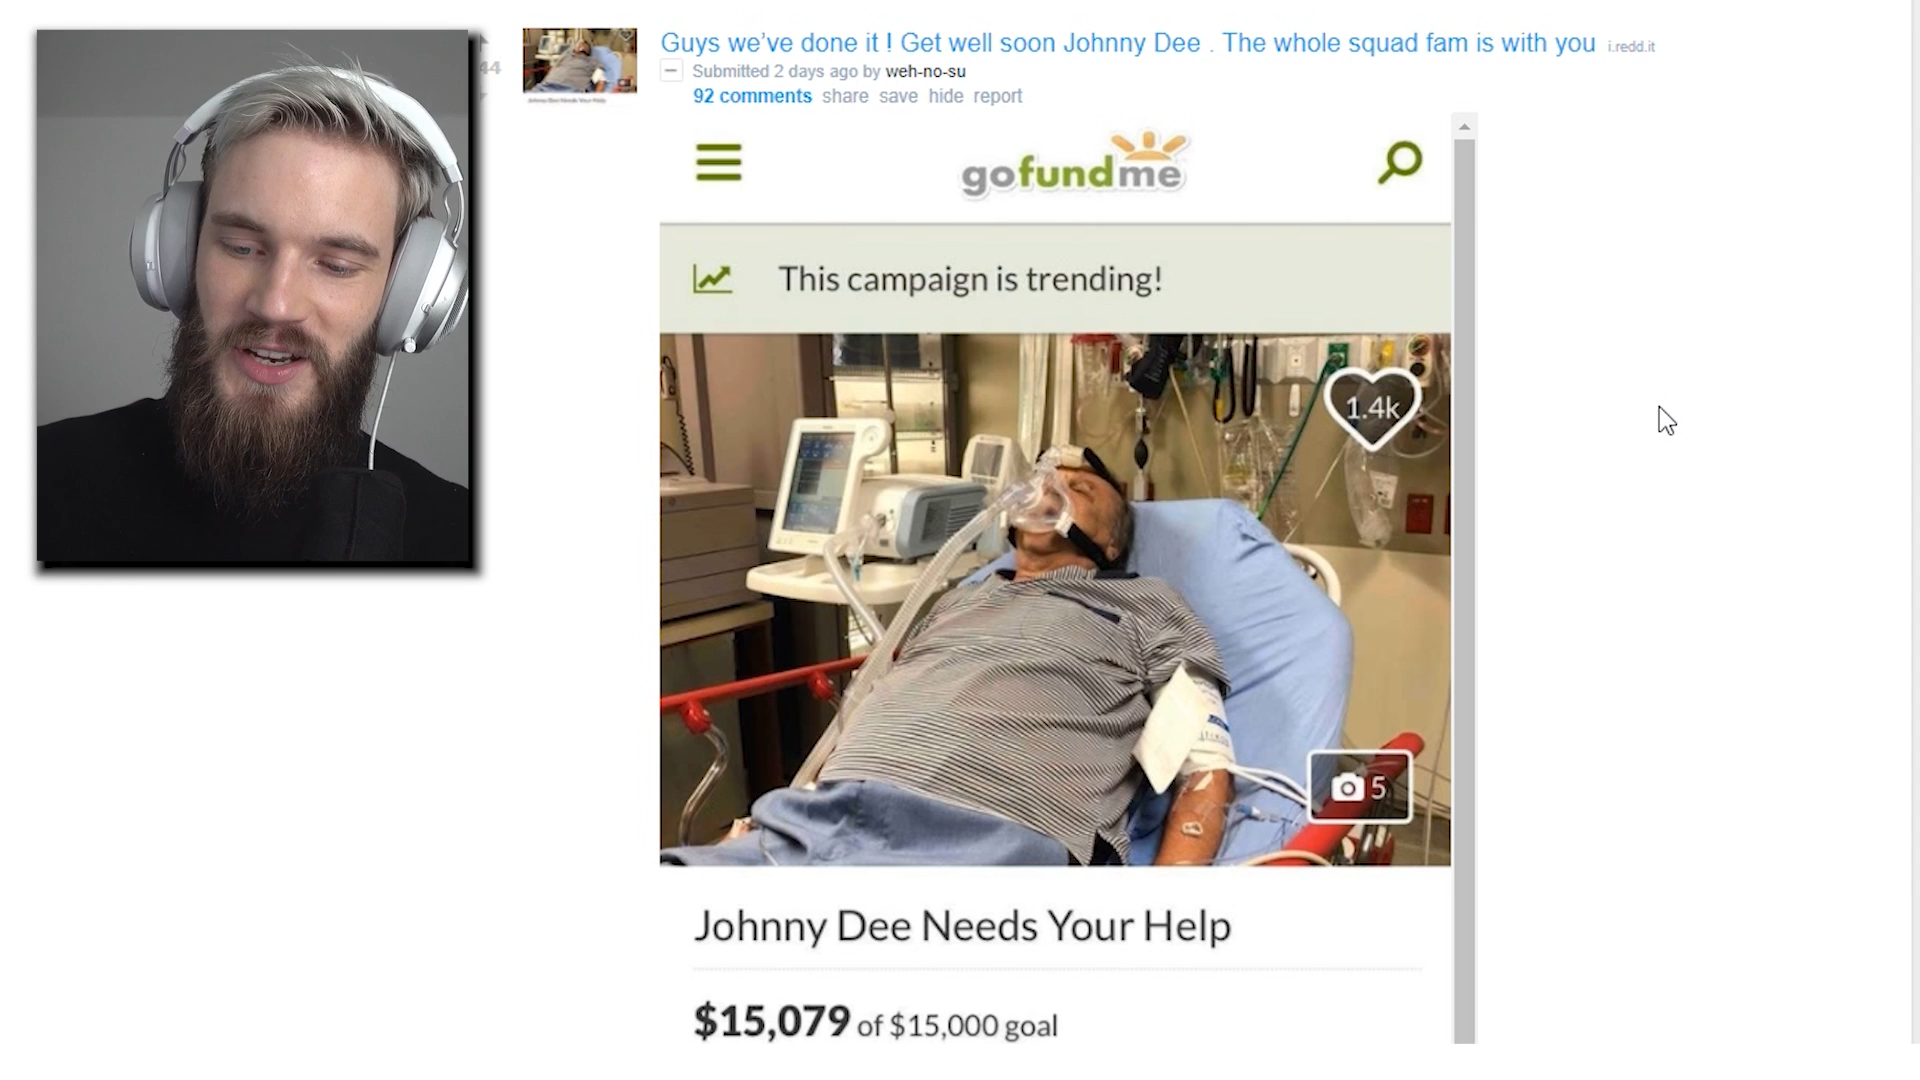 Guys we've done it ! Get well soon Johnny Dee . The whole squad fam is with you i.redd.it
44
Submitted 2 days ago by weh-no-su
92 comments share save hide report
gofundme
This campaign is trending!
1.4k
5
Johnny Dee Needs Your Help
$15,079 of $15,000 goal